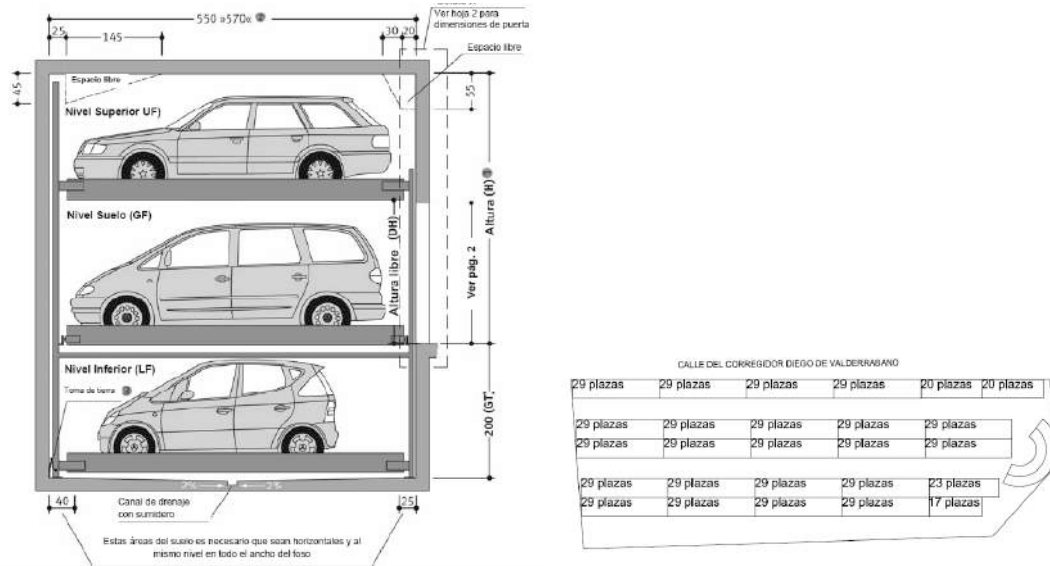 550 »570«
Ver hoja 2 para
dimensiones de puerta
25
145
30
20
Espacio libre
Espacio libre
45
55
Nivel Superior UF)
Nivel Suelo (GF)
Altura libre (DH)
Ver pág. 2
Altura (H)
Nivel Inferior (LF)
Toma de tierra
200 (GT)
2%
2%
40
Canal de drenaje
con sumidero
25
Estas áreas del suelo es necesario que sean horizontales y al
mismo nivel en todo el ancho del foso
CALLE DEL CORREGIDOR DIEGO DE VALDERRABANO
29 plazas 29 plazas 29 plazas 29 plazas 20 plazas 20 plazas
29 plazas 29 plazas 29 plazas 29 plazas 29 plazas
29 plazas 29 plazas 29 plazas 29 plazas 29 plazas
29 plazas 29 plazas 29 plazas 29 plazas 23 plazas
29 plazas 29 plazas 29 plazas 29 plazas 17 plazas